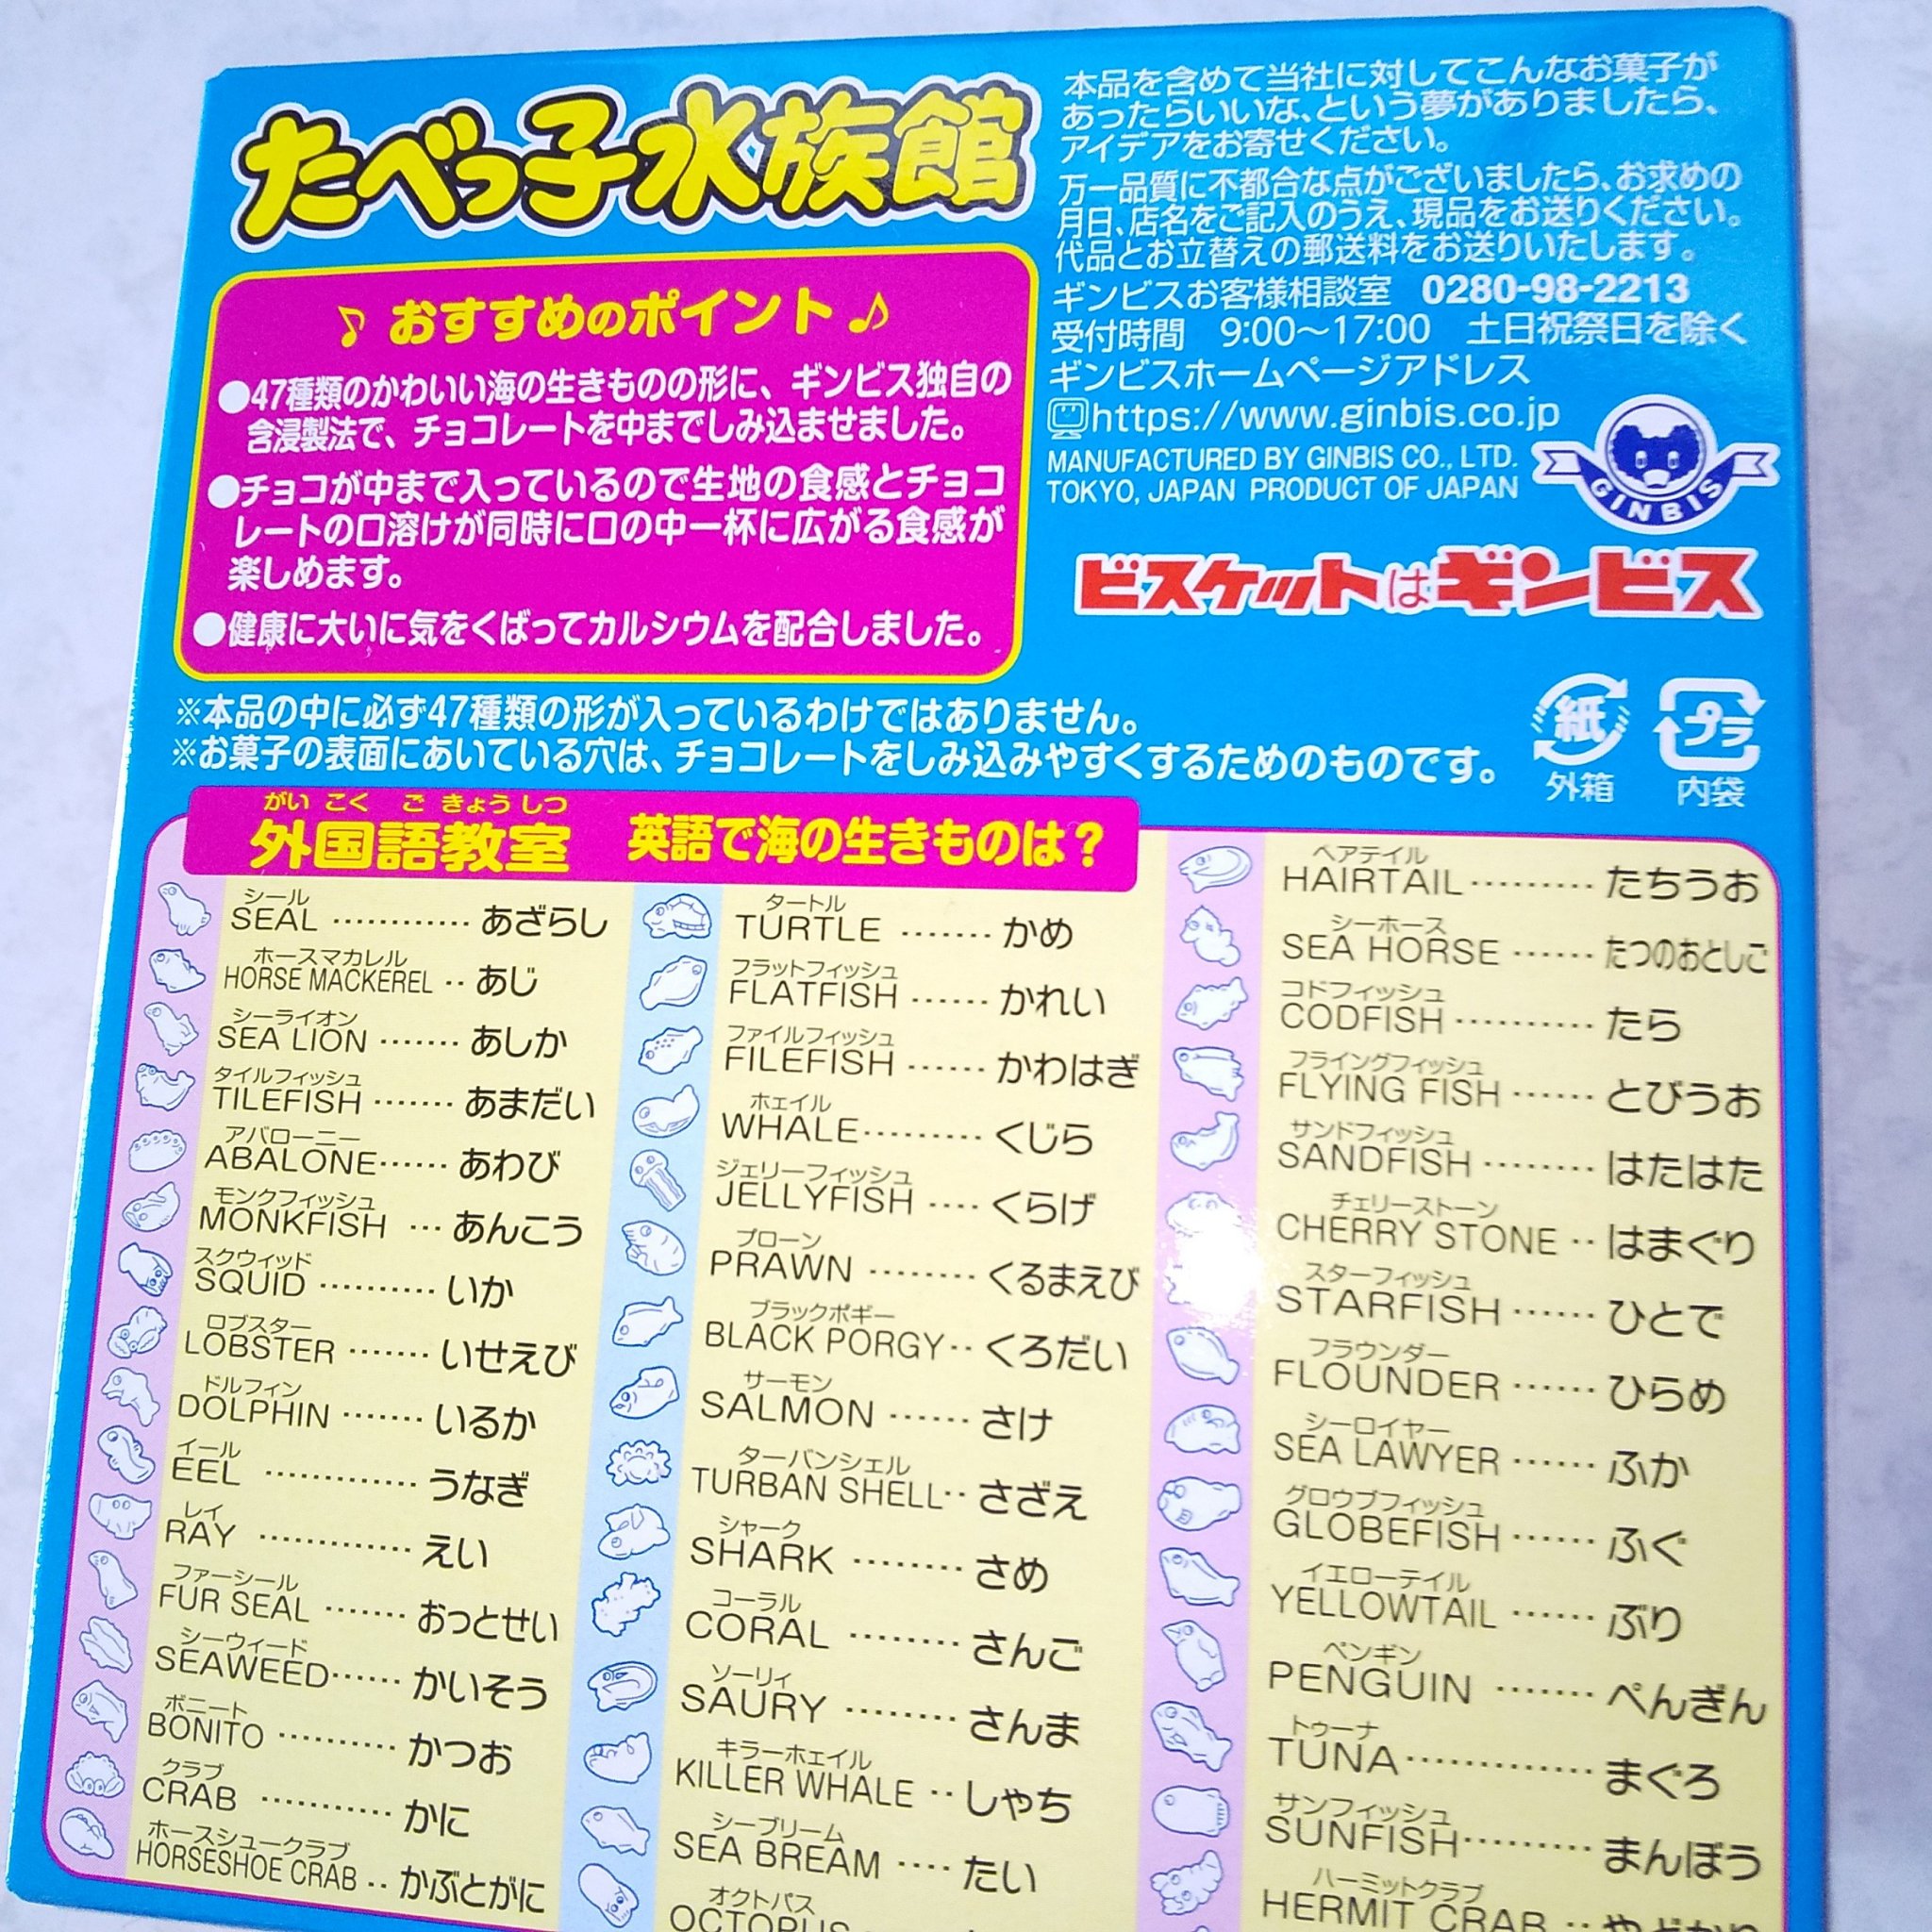 たべっ子水族館
♪ おすすめのポイント ♪
●47種類のかわいい海の生きものの形に、ギンビス独自の
含浸製法で、チョコレートを中までしみ込ませました。
●チョコが中まで入っているので生地の食感とチョコ
レートの口溶けが同時に口の中一杯に広がる食感が
楽しめます。
●健康に大いに気をくばってカルシウムを配合しました。
本品を含めて当社に対してこんなお菓子が
あったらいいな、という夢がありましたら、
アイデアをお寄せください。
万一品質に不都合な点がございましたら、お求めの
月日、店名をご記入のうえ、現品をお送りください。
代品とお立替えの郵送料をお送りいたします。
ギンビスお客様相談室 0280-98-2213
受付時間 9:00〜17:00 土日祝祭日を除く
ギンビスホームページアドレス
https://www.ginbis.co.jp
MANUFACTURED BY GINBIS CO., LTD.
TOKYO, JAPAN PRODUCT OF JAPAN
GINBIS
ビスケットはギンビス
※本品の中に必ず47種類の形が入っているわけではありません。
※お菓子の表面にあいている穴は、チョコレートをしみ込みやすくするためのものです。
紙
外箱
プラ
内袋
がいこくごきょうしつ
外国語教室 英語で海の生きものは？
シール
SEAL ············ あざらし
ホースマカレル
HORSE MACKEREL ·· あじ
シーライオン
SEA LION ······· あしか
タイルフィッシュ
TILEFISH ······· あまだい
アバローニー
ABALONE ······ あわび
モンクフィッシュ
MONKFISH ··· あんこう
スクウィッド
SQUID ·········· いか
ロブスター
LOBSTER ······· いせえび
ドルフィン
DOLPHIN ······· いるか
イール
EEL ············· うなぎ
レイ
RAY ············· えい
ファーシール
FUR SEAL ······· おっとせい
シーウィード
SEAWEED ······ かいそう
ボニート
BONITO ·········· かつお
クラブ
CRAB ············ かに
ホースシュークラブ
HORSESHOE CRAB ·· かぶとがに
タートル
TURTLE ······· かめ
フラットフィッシュ
FLATFISH ······ かれい
ファイルフィッシュ
FILEFISH ······ かわはぎ
ホェイル
WHALE ········· くじら
ジェリーフィッシュ
JELLYFISH ···· くらげ
プローン
PRAWN ········ くるまえび
ブラックポギー
BLACK PORGY ·· くろだい
サーモン
SALMON ······ さけ
ターバンシェル
TURBAN SHELL ·· さざえ
シャーク
SHARK ········ さめ
コーラル
CORAL ········ さんご
ソーリィ
SAURY ········ さんま
キラーホェイル
KILLER WHALE ·· しゃち
シーブリーム
SEA BREAM ···· たい
オクトパス
OCTOPUS
ヘアテイル
HAIRTAIL ········· たちうお
シーホース
SEA HORSE ······ たつのおとしご
コドフィッシュ
CODFISH ·········· たら
フライングフィッシュ
FLYING FISH ······ とびうお
サンドフィッシュ
SANDFISH ········ はたはた
チェリーストーン
CHERRY STONE ·· はまぐり
スターフィッシュ
STARFISH ······ ひとで
フラウンダー
FLOUNDER ······ ひらめ
シーロイヤー
SEA LAWYER ······ ふか
グロウブフィッシュ
GLOBEFISH ······ ふぐ
イエローテイル
YELLOWTAIL ······ ぶり
ペンギン
PENGUIN ······· ぺんぎん
トゥーナ
TUNA ············· まぐろ
サンフィッシュ
SUNFISH ········· まんぼう
ハーミットクラブ
HERMIT CRAB ·· やどかり